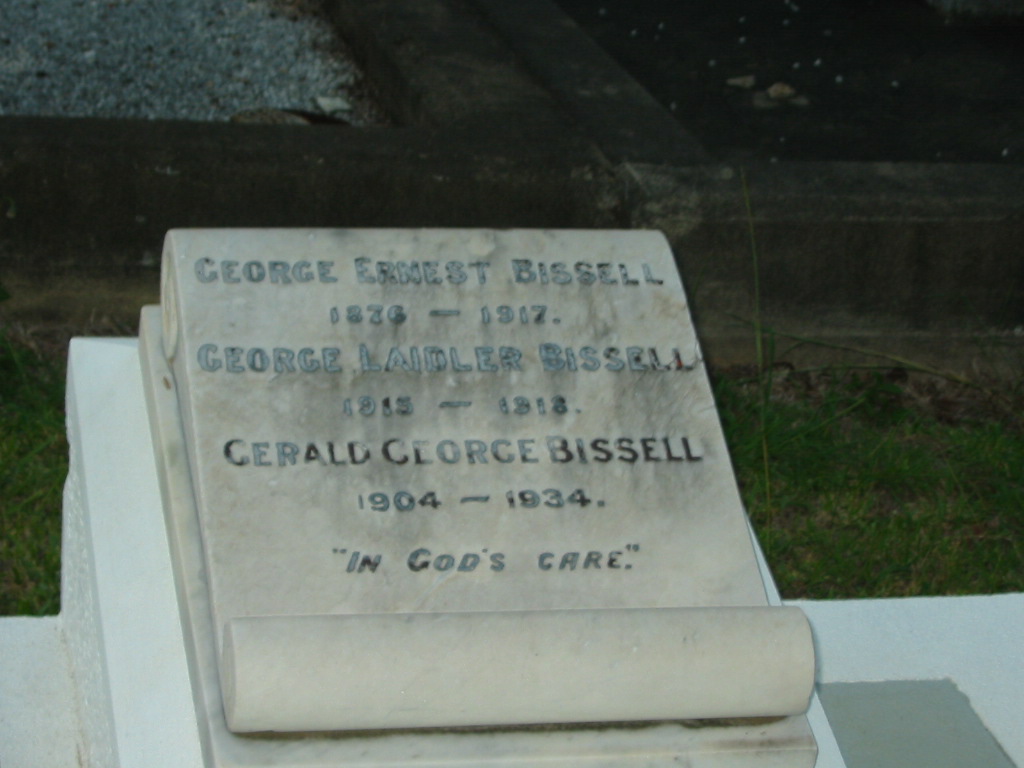 GEORGE ERNEST BISSELL
1876 — 1917.
GEORGE LAIDLER BISSELL
1915 — 1918.
GERALD GEORGE BISSELL
1904 — 1934.
"IN GOD'S CARE."